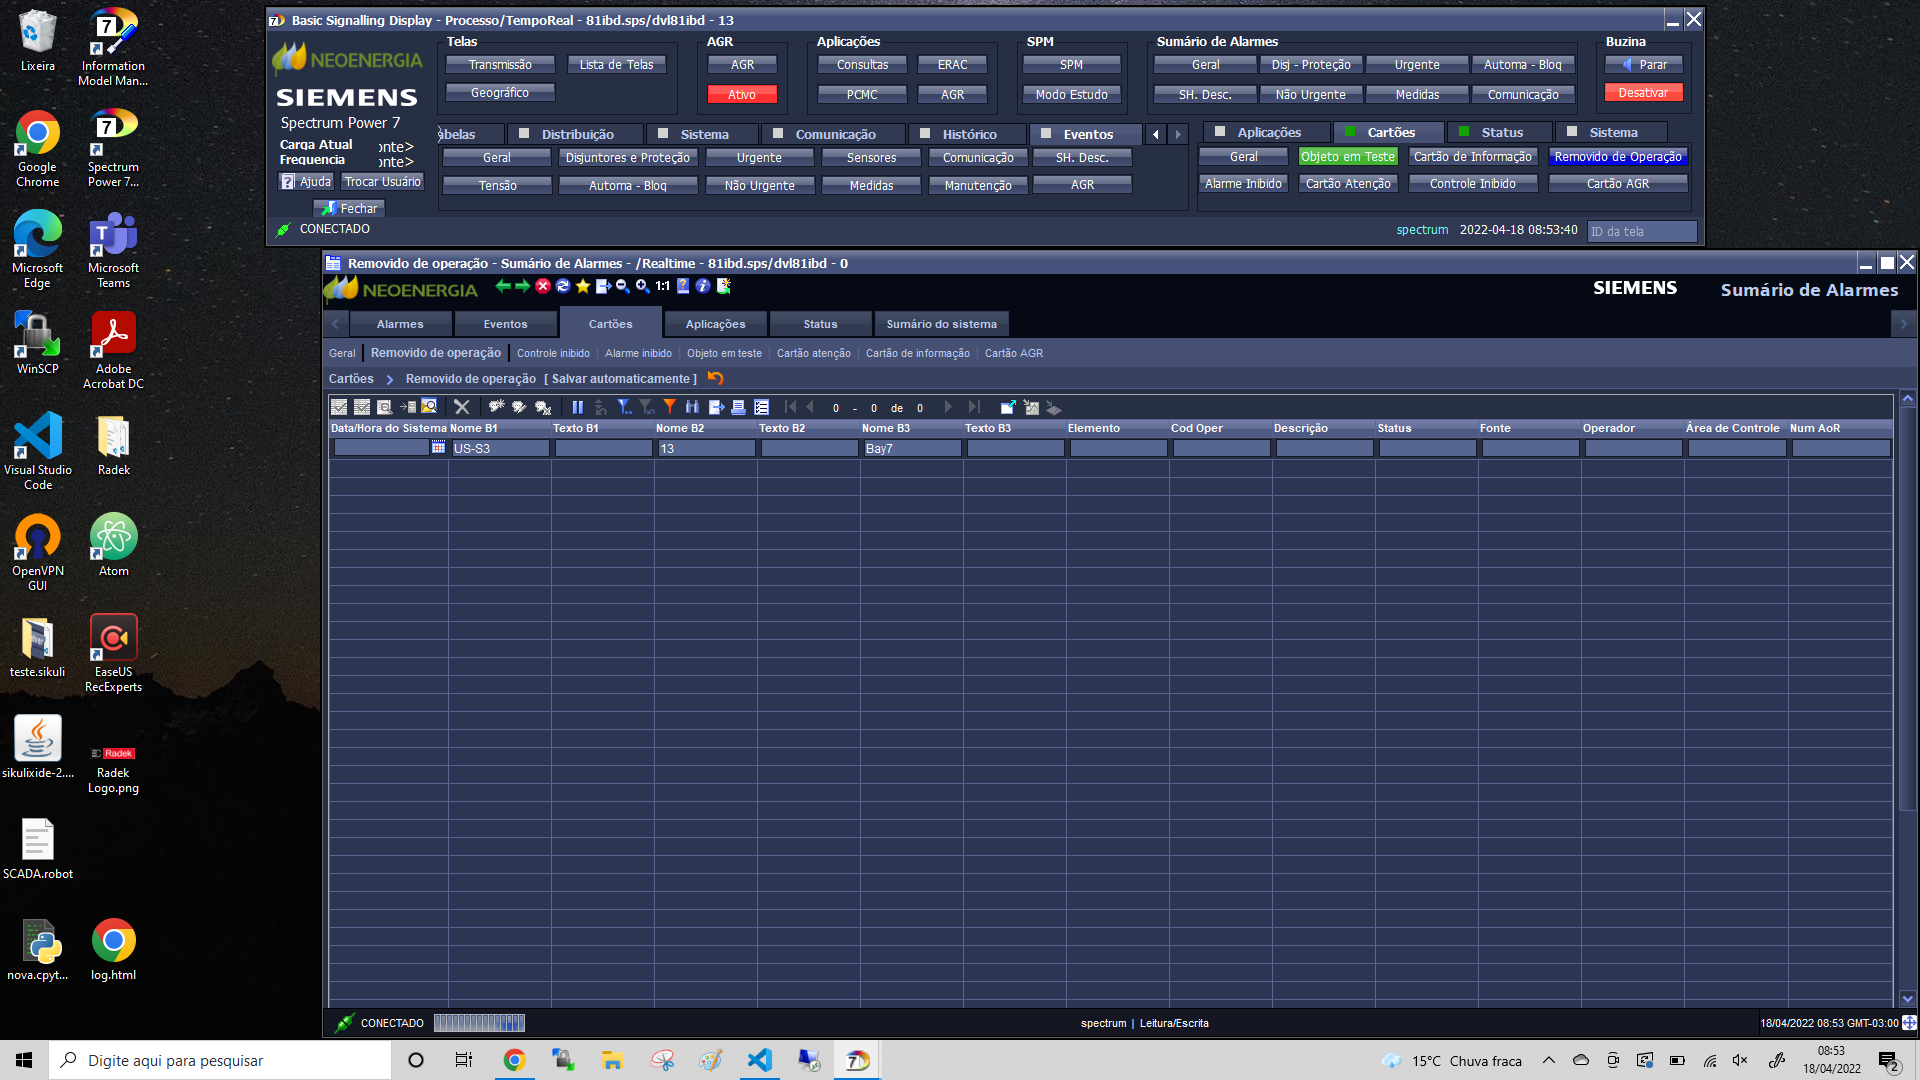 Lixeira
Information Model Man...
Google Chrome
Spectrum Power 7...
Microsoft Edge
Microsoft Teams
WinSCP
Adobe Acrobat DC
Visual Studio Code
Radek
OpenVPN GUI
Atom
teste.sikuli
EaseUS RecExperts
sikulixide-2....
Radek Logo.png
SCADA.robot
nova.cpyt...
log.html
Basic Signalling Display - Processo/TempoReal - 81ibd.sps/dvl81ibd - 13
NEOENERGIA
SIEMENS
Spectrum Power 7
Carga Atual onte>
Frequencia onte>
Ajuda Trocar Usuário
Fechar
CONECTADO
Telas
Transmissão Lista de Telas
Geográfico
AGR
AGR
Ativo
Aplicações
Consultas ERAC
PCMC AGR
SPM
SPM
Modo Estudo
Sumário de Alarmes
Geral Disj - Proteção Urgente Automa - Bloq
SH. Desc. Não Urgente Medidas Comunicação
Buzina
Parar
Desativar
abelas Distribuição Sistema Comunicação Histórico Eventos
Geral Disjuntores e Proteção Urgente Sensores Comunicação SH. Desc.
Tensão Automa - Bloq Não Urgente Medidas Manutenção AGR
Aplicações Cartões Status Sistema
Geral Objeto em Teste Cartão de Informação Removido de Operação
Alarme Inibido Cartão Atenção Controle Inibido Cartão AGR
spectrum 2022-04-18 08:53:40 ID da tela
Removido de operação - Sumário de Alarmes - /Realtime - 81ibd.sps/dvl81ibd - 0
NEOENERGIA 1:1 SIEMENS Sumário de Alarmes
Alarmes Eventos Cartões Aplicações Status Sumário do sistema
Geral Removido de operação Controle inibido Alarme inibido Objeto em teste Cartão atenção Cartão de informação Cartão AGR
Cartões > Removido de operação [ Salvar automaticamente ]
0 - 0 de 0
Data/Hora do Sistema Nome B1 Texto B1 Nome B2 Texto B2 Nome B3 Texto B3 Elemento Cod Oper Descrição Status Fonte Operador Área de Controle Num AoR
US-S3 13 Bay7
CONECTADO spectrum | Leitura/Escrita 18/04/2022 08:53 GMT-03:00
Digite aqui para pesquisar
15°C Chuva fraca
08:53
18/04/2022
2